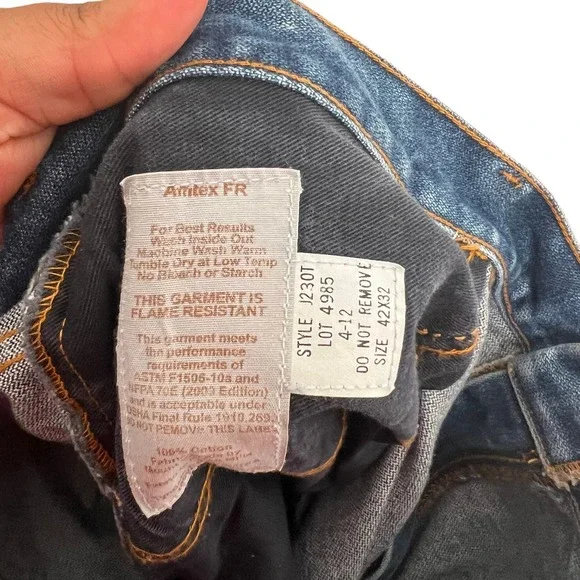 Amtex FR
For Best Results
Wash Inside Out
Machine Wash Warm
Tumble Dry at Low Temp
No Bleach or Starch
THIS GARMENT IS
FLAME RESISTANT
This garment meets
the performance
requirements of
ASTM F1506-10a and
NFPA 70E (2009 Edition)
and is acceptable under
OSHA Final Rule 1910.269.
DO NOT REMOVE THIS LABEL
100% Cotton
STYLE J230T
LOT 4985
4-12
DO NOT REMOVE
SIZE 42X32